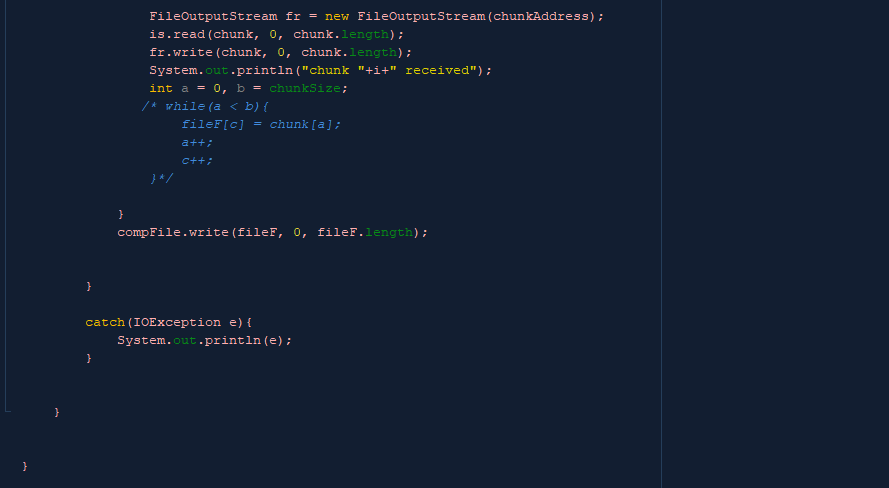 FileOutputStream fr = new FileOutputStream(chunkAddress);
is.read(chunk, 0, chunk.length);
fr.write(chunk, 0, chunk.length);
System.out.println("chunk "+i+" received");
int a = 0, b = chunkSize;
/* while(a < b){
fileF[c] = chunk[a];
a++;
c++;
}*/
}
compFile.write(fileF, 0, fileF.length);
}
catch(IOException e){
System.out.println(e);
}
}
}